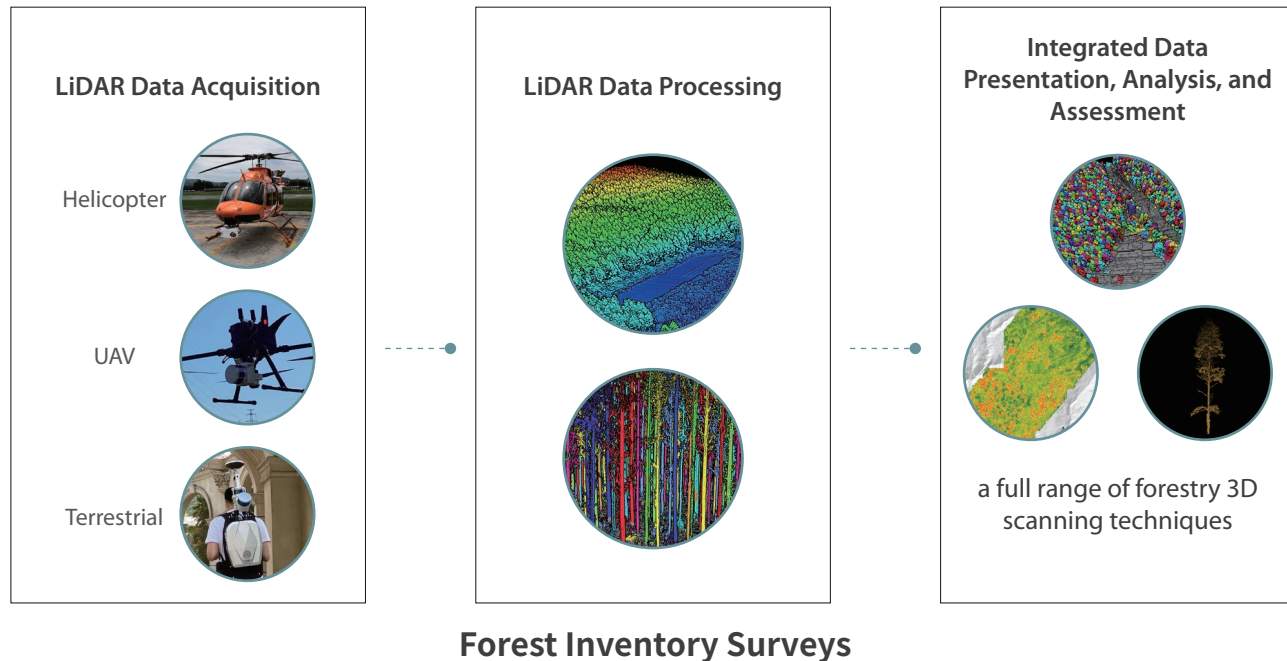 LiDAR Data Acquisition
Helicopter
UAV
Terrestrial
LiDAR Data Processing
Integrated Data
Presentation, Analysis, and
Assessment
a full range of forestry 3D
scanning techniques
Forest Inventory Surveys